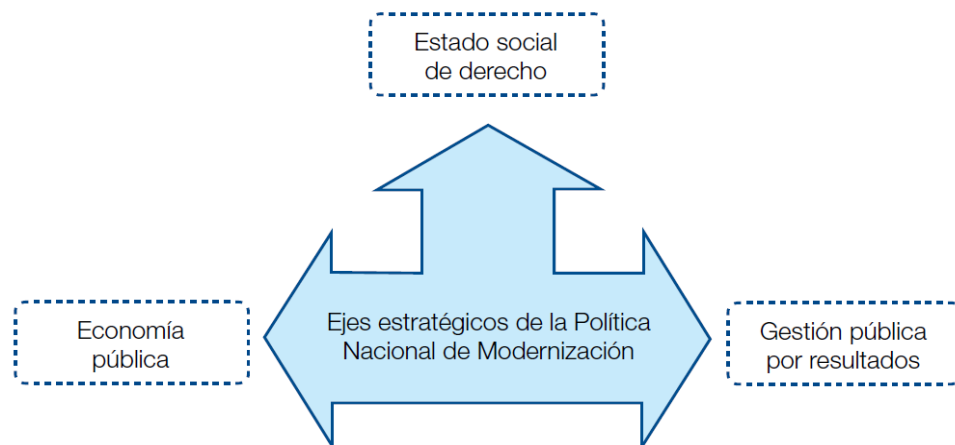 Estado social
de derecho
Economía
pública
Ejes estratégicos de la Política
Nacional de Modernización
Gestión pública
por resultados